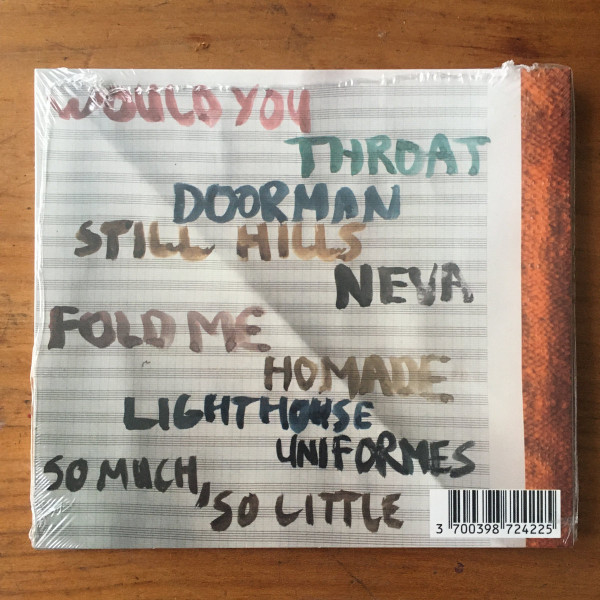 WOULD YOU
THROAT
DOORMAN
STILL HILLS
NEVA
FOLD ME
HOMADE
LIGHTHOUSE
UNIFORMES
SO MUCH,
SO LITTLE
3 700398 724225